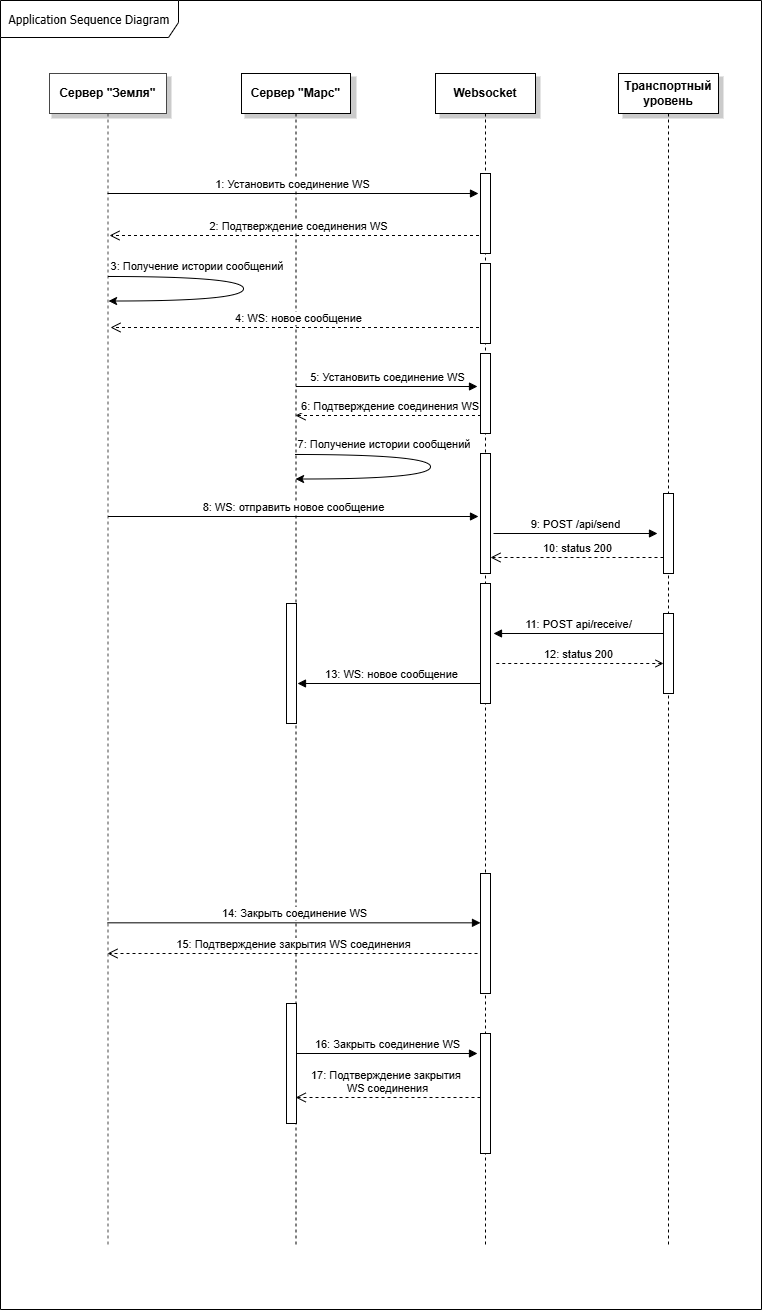 Application Sequence Diagram
Сервер "Земля"
Сервер "Марс"
Websocket
Транспортный
уровень
1: Установить соединение WS
2: Подтверждение соединения WS
3: Получение истории сообщений
4: WS: новое сообщение
5: Установить соединение WS
6: Подтверждение соединения WS
7: Получение истории сообщений
8: WS: отправить новое сообщение
9: POST /api/send
10: status 200
11: POST api/receive/
12: status 200
13: WS: новое сообщение
14: Закрыть соединение WS
15: Подтверждение закрытия WS соединения
16: Закрыть соединение WS
17: Подтверждение закрытия
WS соединения